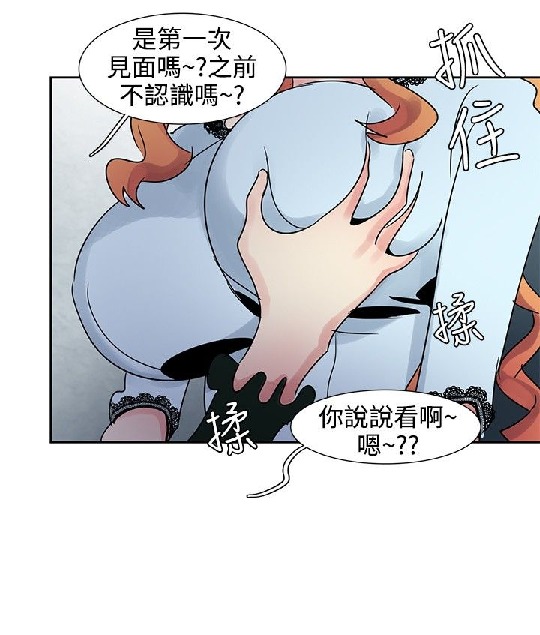 是第一次
見面嗎~?之前
不認識嗎~?
抓住
揉
揉
你說說看啊~
嗯~??